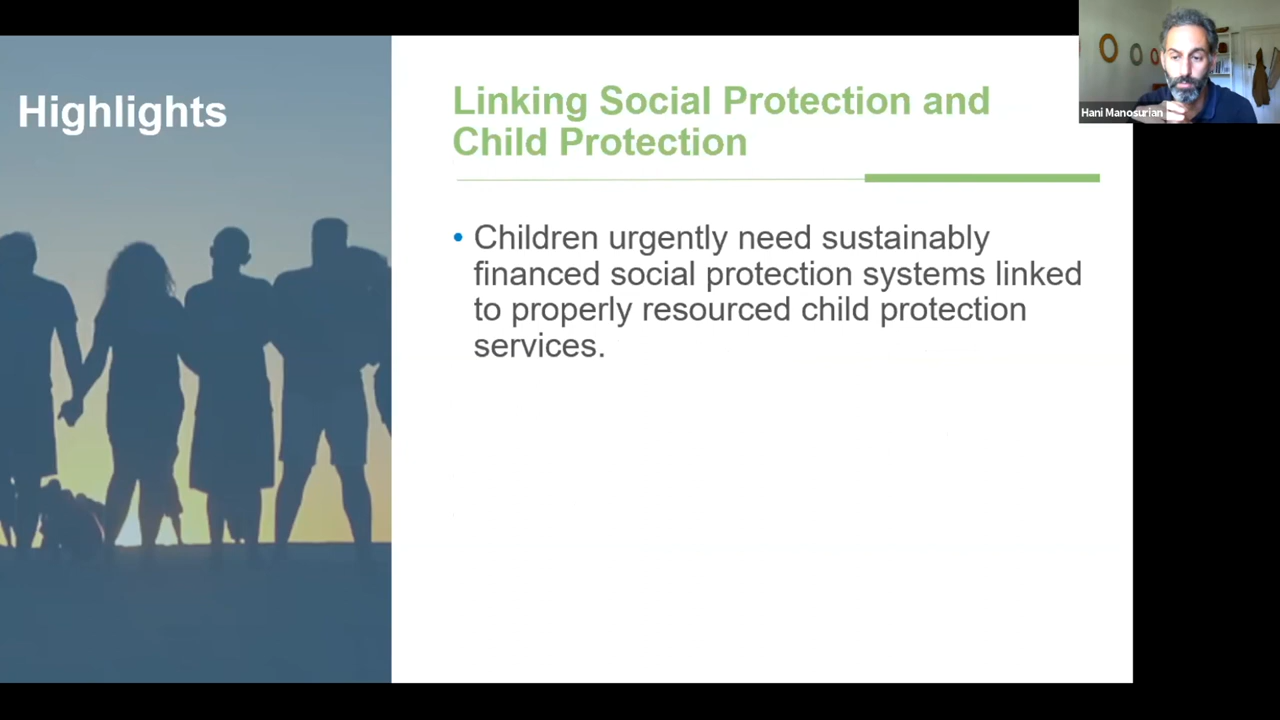 Highlights
Linking Social Protection and
Child Protection
• Children urgently need sustainably
financed social protection systems linked
to properly resourced child protection
services.
Hani Manosurian